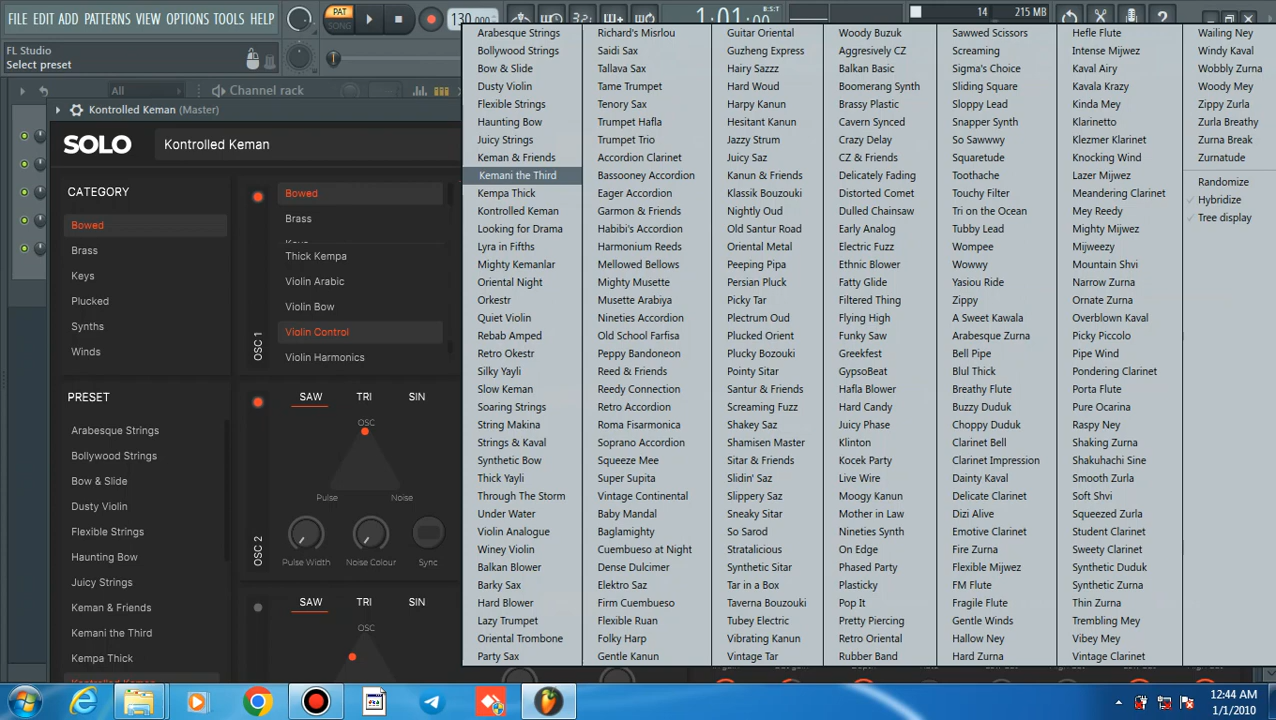 FILE EDIT ADD PATTERNS VIEW OPTIONS TOOLS HELP
PAT
SONG
130.000
3.2.
1:01:00
14
215 MB
FL Studio
Select preset
All
Channel rack
Kontrolled Keman (Master)
SOLO
Kontrolled Keman
CATEGORY
Bowed
Brass
Keys
Plucked
Synths
Winds
PRESET
Arabesque Strings
Bollywood Strings
Bow & Slide
Dusty Violin
Flexible Strings
Haunting Bow
Juicy Strings
Keman & Friends
Kemani the Third
Kempa Thick
Kontrolled Keman
OSC 1
Bowed
Brass
Keys
Thick Kempa
Violin Arabic
Violin Bow
Violin Control
Violin Harmonics
OSC 2
SAW TRI SIN
OSC
Pulse Noise
Pulse Width Noise Colour Sync
SAW TRI SIN
OSC
Arabesque Strings
Bollywood Strings
Bow & Slide
Dusty Violin
Flexible Strings
Haunting Bow
Juicy Strings
Keman & Friends
Kemani the Third
Kempa Thick
Kontrolled Keman
Looking for Drama
Lyra in Fifths
Mighty Kemanlar
Oriental Night
Orkestr
Quiet Violin
Rebab Amped
Retro Okestr
Silky Yayli
Slow Keman
Soaring Strings
String Makina
Strings & Kaval
Synthetic Bow
Thick Yayli
Through The Storm
Under Water
Violin Analogue
Winey Violin
Balkan Blower
Barky Sax
Hard Blower
Lazy Trumpet
Oriental Trombone
Party Sax
Richard's Mislou
Saidi Sax
Tallava Sax
Tame Trumpet
Tenory Sax
Trumpet Hafla
Trumpet Trio
Accordion Clarinet
Bassooney Accordion
Eager Accordion
Garmon & Friends
Habibi's Accordion
Harmonium Reeds
Mellowed Bellows
Mighty Musette
Musette Arabiya
Nineties Accordion
Old School Farfisa
Peppy Bandoneon
Reed & Friends
Reedy Connection
Retro Accordion
Roma Fisarmonica
Soprano Accordion
Squeeze Mee
Super Supita
Vintage Continental
Baby Mandal
Baglamighty
Cuembueso at Night
Dense Dulcimer
Elektro Saz
Firm Cuembueso
Flexible Ruan
Folky Harp
Gentle Kanun
Guitar Oriental
Guzheng Express
Hairy Sazzz
Hard Woud
Harpy Kanun
Hesitant Kanun
Jazzy Strum
Juicy Saz
Kanun & Friends
Klassik Bouzouki
Nightly Oud
Old Santur Road
Oriental Metal
Peeping Pipa
Persian Pluck
Picky Tar
Plectrum Oud
Plucked Orient
Plucky Bozouki
Pointy Sitar
Santur & Friends
Screaming Fuzz
Shakey Saz
Shamisen Master
Sitar & Friends
Slidin' Saz
Slippery Saz
Sneaky Sitar
So Sarod
Stratalicious
Synthetic Sitar
Tar in a Box
Taverna Bouzouki
Tubey Electric
Vibrating Kanun
Vintage Tar
Woody Buzuk
Aggresively CZ
Balkan Basic
Boomerang Synth
Brassy Plastic
Cavern Synced
Crazy Delay
CZ & Friends
Delicately Fading
Distorted Comet
Dulled Chainsaw
Early Analog
Electric Fuzz
Ethnic Blower
Fatty Glide
Filtered Thing
Flying High
Funky Saw
Greekfest
GypsoBeat
Hafla Blower
Hard Candy
Juicy Phase
Klinton
Kocek Party
Live Wire
Moogy Kanun
Mother in Law
Nineties Synth
On Edge
Phased Party
Plasticky
Pop It
Pretty Piercing
Retro Oriental
Rubber Band
Sawwed Scissors
Screaming
Sigma's Choice
Sliding Square
Sloppy Lead
Snapper Synth
So Sawwwy
Squaretude
Toothache
Touchy Filter
Tri on the Ocean
Tubby Lead
Wompee
Wowwy
Yasiou Ride
Zippy
A Sweet Kawala
Arabesque Zurna
Bell Pipe
Blul Thick
Breathy Flute
Buzzy Duduk
Choppy Duduk
Clarinet Bell
Clarinet Impression
Dainty Kaval
Delicate Clarinet
Dizi Alive
Emotive Clarinet
Fire Zurna
Flexible Mijwez
FM Flute
Fragile Flute
Gentle Winds
Hallow Ney
Hard Zurna
Hefle Flute
Intense Mijwez
Kaval Airy
Kavala Krazy
Kinda Mey
Klarinetto
Klezmer Klarinet
Knocking Wind
Lazer Mijwez
Meandering Clarinet
Mey Reedy
Mighty Mijwez
Mijweezy
Mountain Shvi
Narrow Zurna
Ornate Zurna
Overblown Kaval
Picky Piccolo
Pipe Wind
Pondering Clarinet
Porta Flute
Pure Ocarina
Raspy Ney
Shaking Zurna
Shakuhachi Sine
Smooth Zurla
Soft Shvi
Squeezed Zurla
Student Clarinet
Sweety Clarinet
Synthetic Duduk
Synthetic Zurna
Thin Zurna
Trembling Mey
Vibey Mey
Vintage Clarinet
Wailing Ney
Windy Kaval
Wobbly Zurna
Woody Mey
Zippy Zurla
Zurla Breathy
Zurna Break
Zurnatude
Randomize
Hybridize
Tree display
12:44 AM
1/1/2010